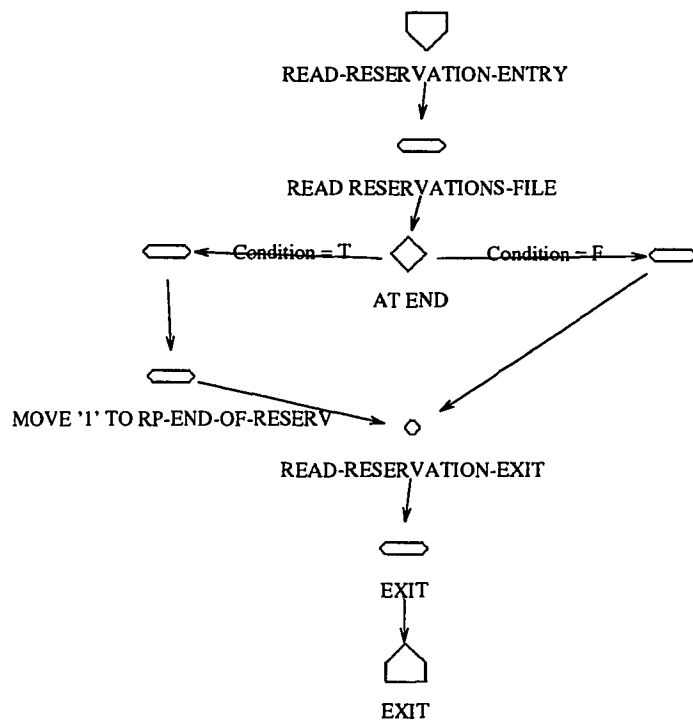 READ-RESERVATION-ENTRY
READ RESERVATIONS-FILE
Condition = T
Condition = F
AT END
MOVE '1' TO RP-END-OF-RESERV
READ-RESERVATION-EXIT
EXIT
EXIT